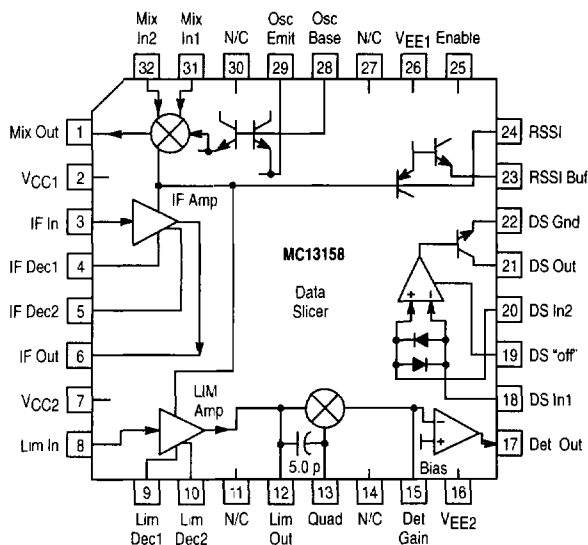 Mix In2 Mix In1 N/C Osc Emit Osc Base N/C VEE1 Enable
32 31 30 29 28 27 26 25
Mix Out 1
24 RSSI
VCC1 2
23 RSSI Buf
IF Amp
IF In 3
22 DS Gnd
MC13158
IF Dec1 4
21 DS Out
Data
Slicer
+ -
IF Dec2 5
20 DS In2
IF Out 6
19 DS "off"
VCC2 7
18 DS In1
LIM
Amp
Lim In 8
- +
17 Det Out
5.0 p
Bias
9 10 11 12 13 14 15 16
Lim Dec1 Lim Dec2 N/C Lim Out Quad N/C Det Gain VEE2